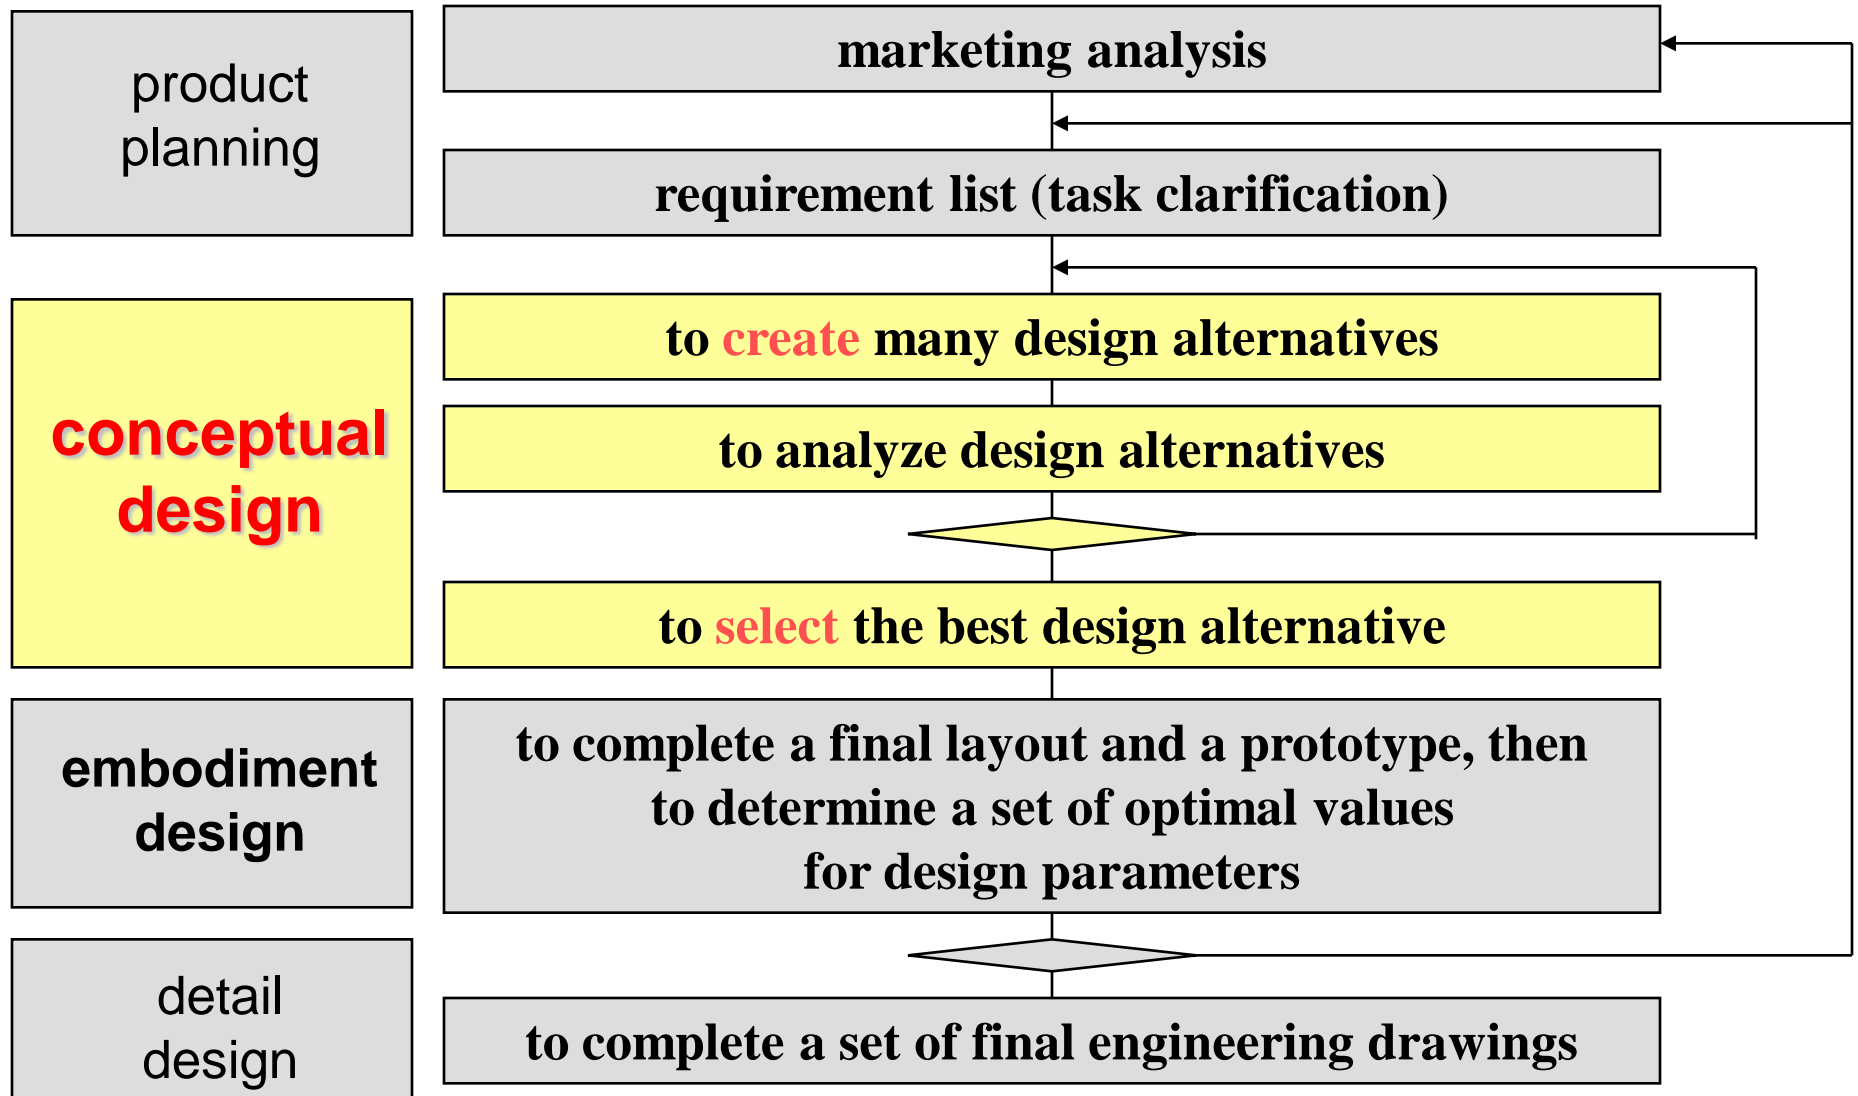 product
planning
marketing analysis
requirement list (task clarification)
conceptual
design
to create many design alternatives
to analyze design alternatives
to select the best design alternative
embodiment
design
to complete a final layout and a prototype, then
to determine a set of optimal values
for design parameters
detail
design
to complete a set of final engineering drawings